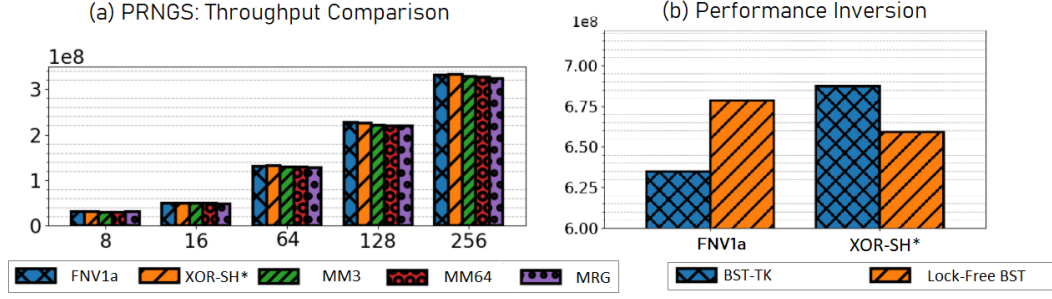 (a) PRNGS: Throughput Comparison
1e8
3
2
1
0
8 16 64 128 256
FNV1a XOR-SH* MM3 MM64 MRG
(b) Performance Inversion
1e8
7.00
6.75
6.50
6.25
6.00
FNV1a XOR-SH*
BST-TK Lock-Free BST